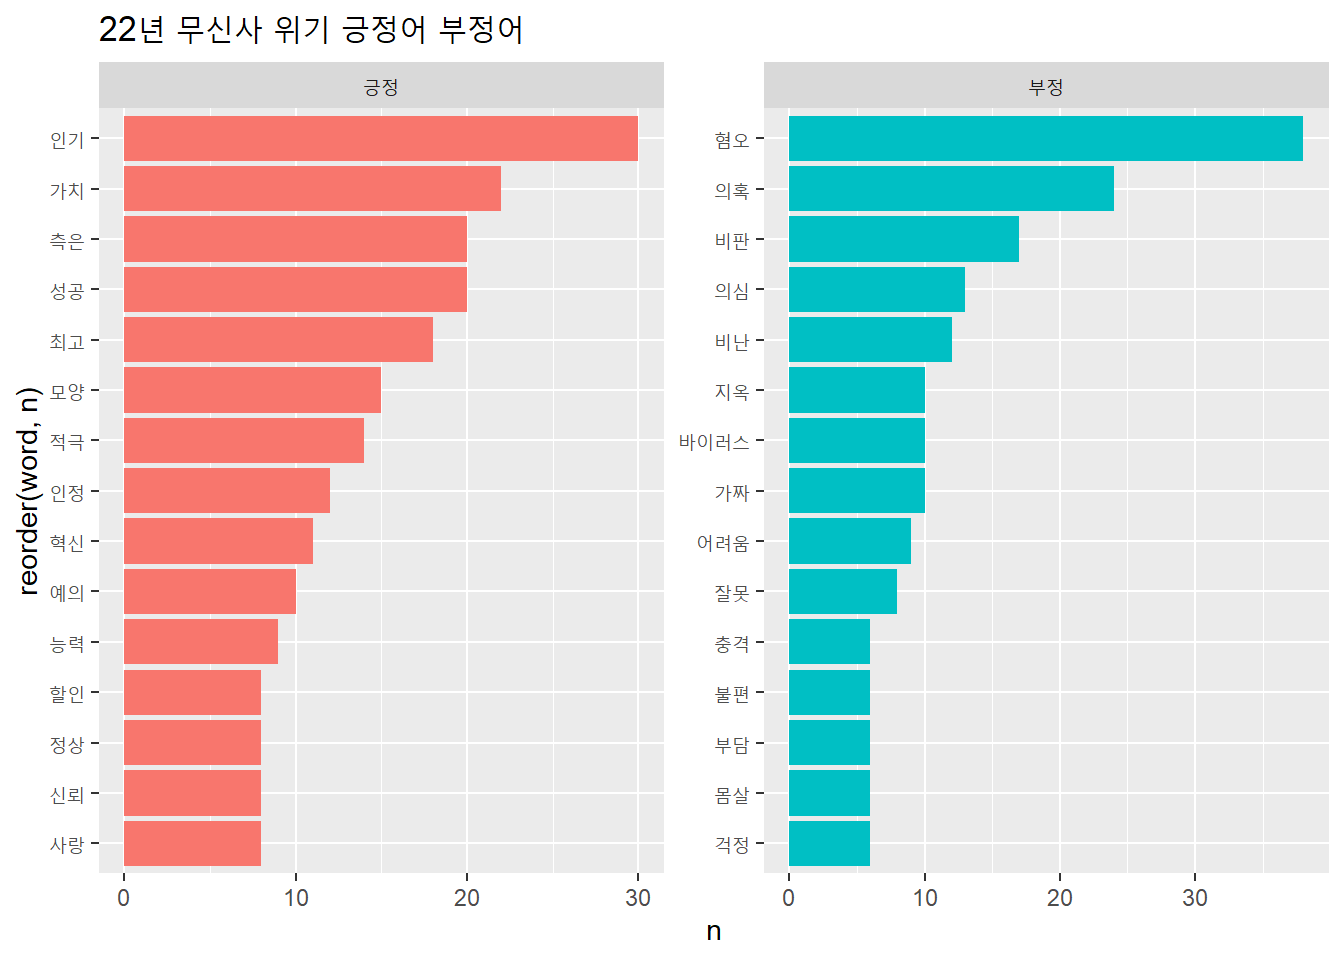 22년 무신사 위기 긍정어 부정어
긍정
부정
reorder(word, n)
인기
가치
측은
성공
최고
모양
적극
인정
혁신
예의
능력
할인
정상
신뢰
사랑
혐오
의혹
비판
의심
비난
지옥
바이러스
가짜
어려움
잘못
충격
불편
부담
몸살
걱정
0 10 20 30
0 10 20 30
n